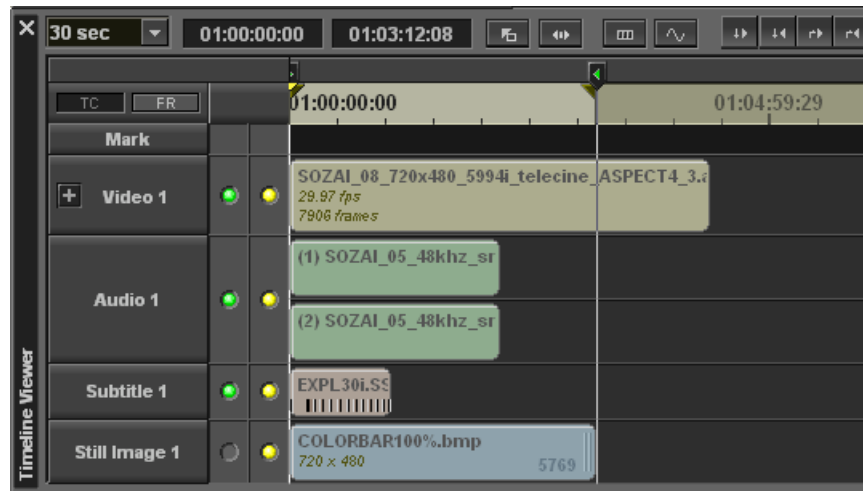 30 sec
01:00:00:00
01:03:12:08
TC
FR
01:00:00:00
01:04:59:29
Mark
Video 1
SOZAI_08_720x480_5994i_telecine_ASPECT4_3.a
29.97 fps
7906 frames
Audio 1
(1) SOZAI_05_48khz_sr
(2) SOZAI_05_48khz_sr
Subtitle 1
EXPL30i.SS
Still Image 1
COLORBAR100%.bmp
720 x 480
5769
Timeline Viewer